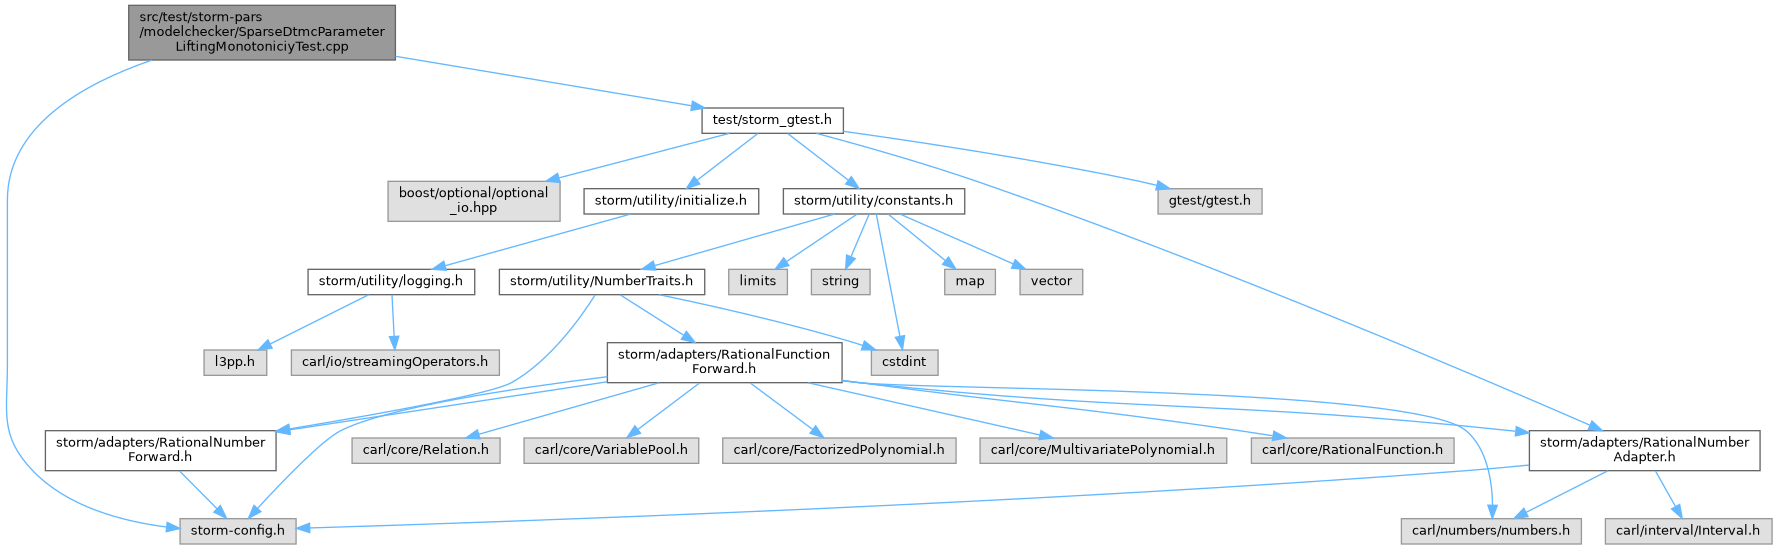 src/test/storm-pars
/modelchecker/SparseDtmcParameter
LiftingMonotoniciyTest.cpp
test/storm_gtest.h
boost/optional/optional
_io.hpp
storm/utility/initialize.h
storm/utility/constants.h
gtest/gtest.h
storm/utility/logging.h
storm/utility/NumberTraits.h
limits
string
map
vector
l3pp.h
carl/io/streamingOperators.h
storm/adapters/RationalFunction
Forward.h
cstdint
storm/adapters/RationalNumber
Forward.h
carl/core/Relation.h
carl/core/VariablePool.h
carl/core/FactorizedPolynomial.h
carl/core/MultivariatePolynomial.h
carl/core/RationalFunction.h
storm/adapters/RationalNumber
Adapter.h
storm-config.h
carl/numbers/numbers.h
carl/interval/Interval.h